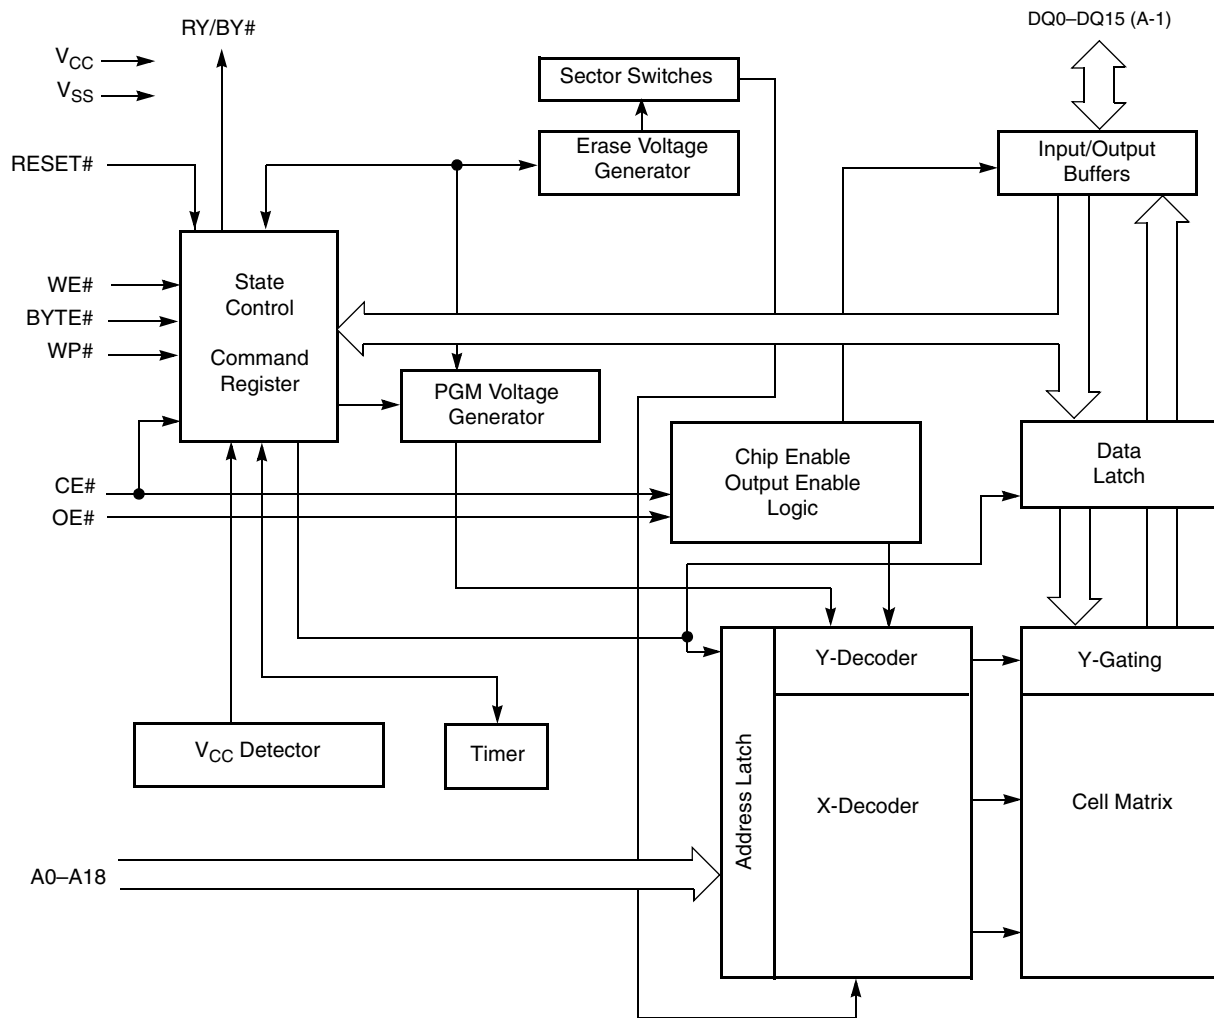 RY/BY#
DQ0–DQ15 (A-1)
VCC
VSS
Sector Switches
Erase Voltage
Generator
Input/Output
Buffers
RESET#
WE#
BYTE#
WP#
State
Control
Command
Register
PGM Voltage
Generator
Chip Enable
Output Enable
Logic
Data
Latch
CE#
OE#
Y-Decoder
Y-Gating
VCC Detector
Timer
Address Latch
X-Decoder
Cell Matrix
A0–A18